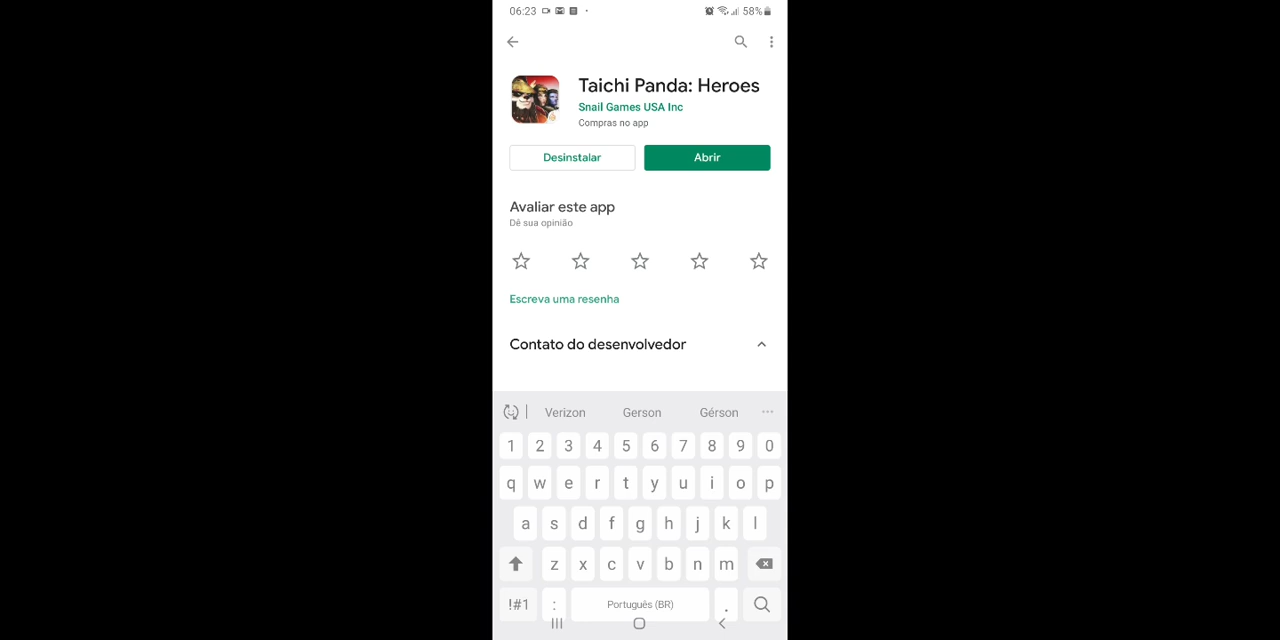 06:23 58%
Taichi Panda: Heroes
Snail Games USA Inc
Compras no app
Desinstalar Abrir
Avaliar este app
Dê sua opinião
Escreva uma resenha
Contato do desenvolvedor
Verizon Gerson Gérson ...
1 2 3 4 5 6 7 8 9 0
q w e r t y u i o p
a s d f g h j k l
z x c v b n m
!#1 : Português (BR) .